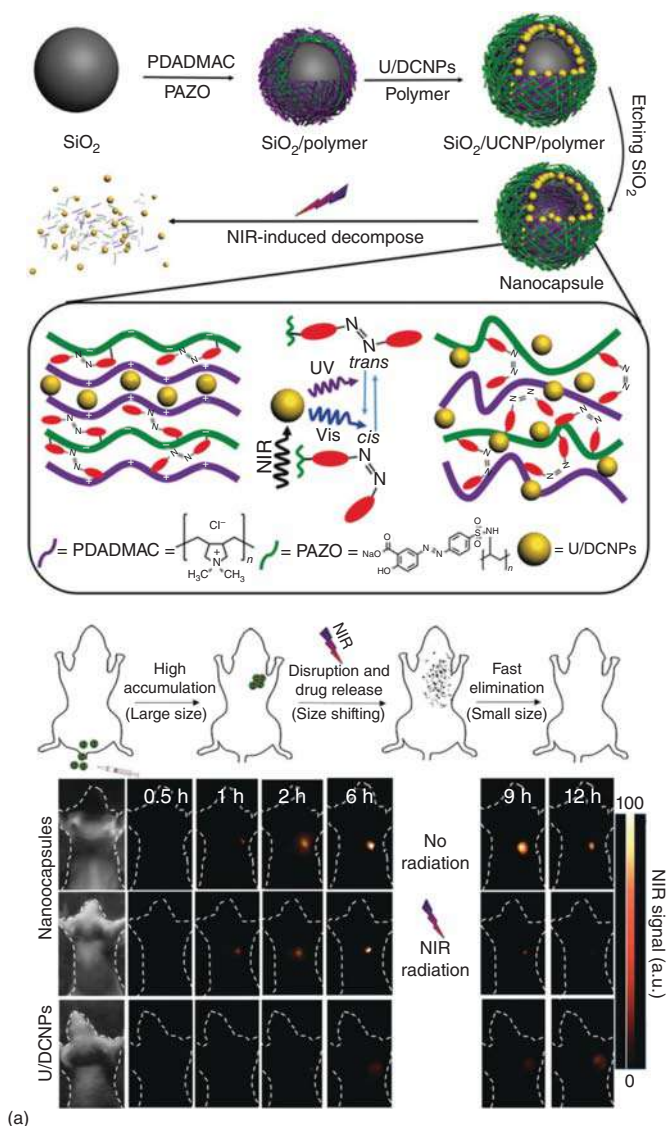 PDADMAC
PAZO
U/DCNPs
Polymer
SiO₂
SiO₂/polymer
SiO₂/UCNP/polymer
Etching SiO₂
NIR-induced decompose
Nanocapsule
N
N
trans
UV
Vis
NIR
cis
N
N
= PDADMAC =
Cl⁻
+
N
H₃C
CH₃
n
= PAZO =
NaO
O
HO
N
N
O
S
O
NH
n
= U/DCNPs
NIR
High
accumulation
(Large size)
Disruption and
drug release
(Size shifting)
Fast
elimination
(Small size)
Nanoocapsules
U/DCNPs
0.5 h
1 h
2 h
6 h
No
radiation
NIR
radiation
9 h
12 h
100
NIR signal (a.u.)
0
(a)